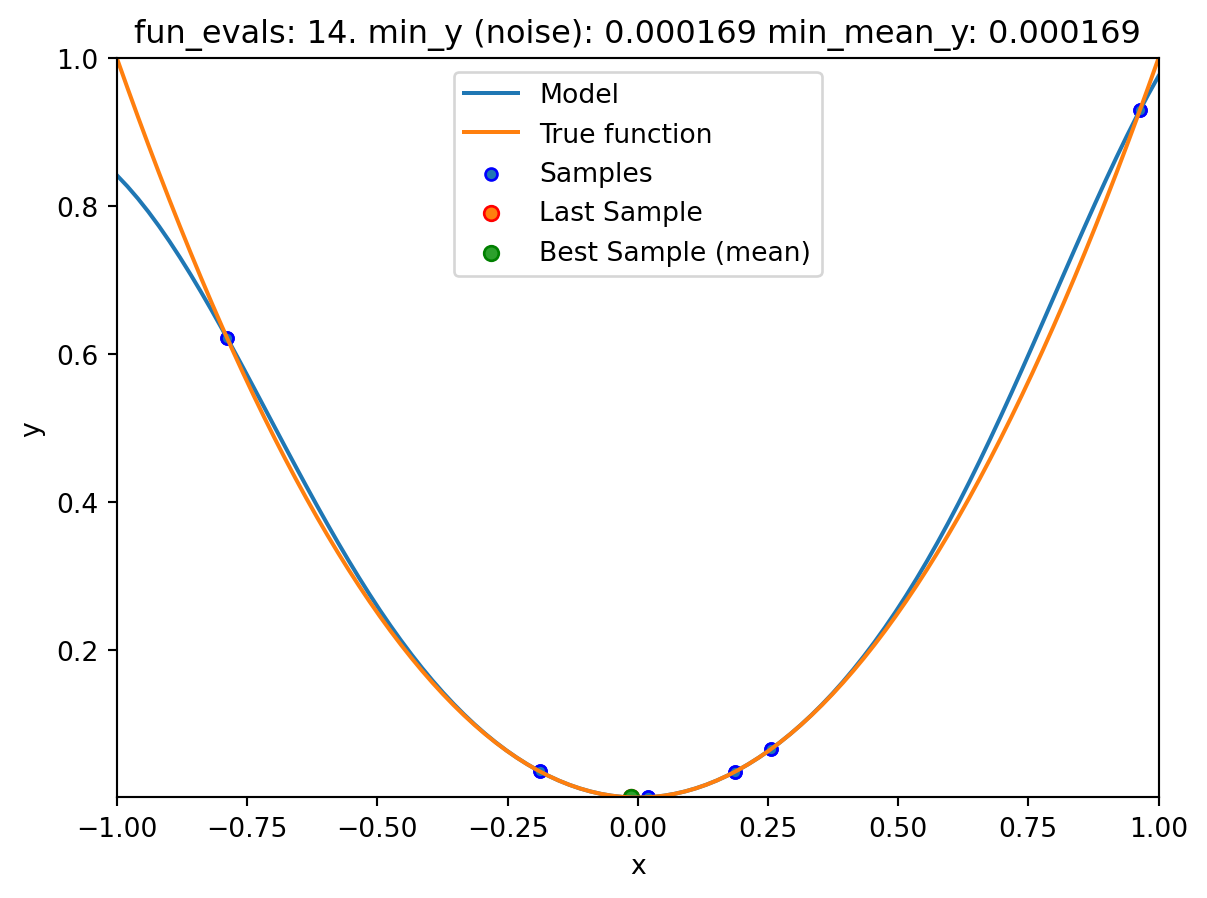 fun_evals: 14. min_y (noise): 0.000169 min_mean_y: 0.000169
1.0
0.8
0.6
0.4
0.2
y
Model
True function
Samples
Last Sample
Best Sample (mean)
−1.00 −0.75 −0.50 −0.25 0.00 0.25 0.50 0.75 1.00
x